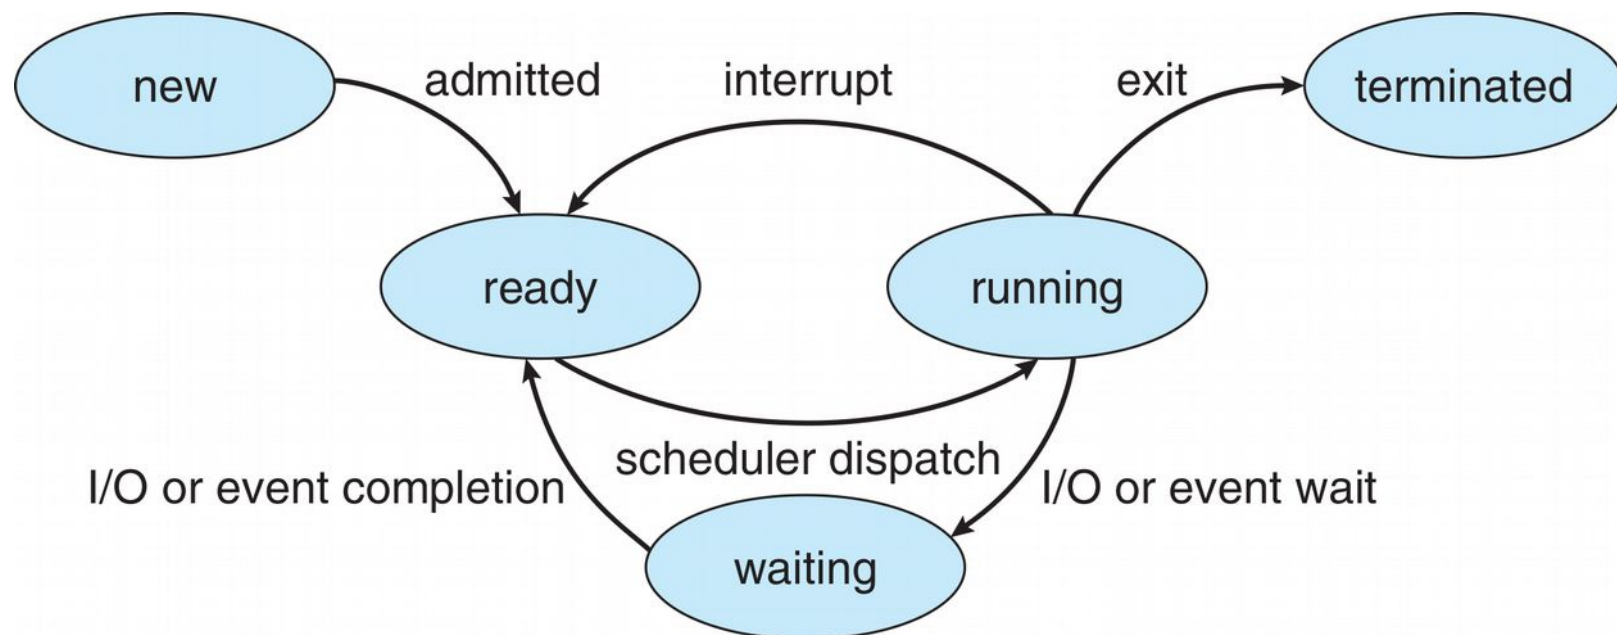 new
admitted
interrupt
exit
terminated
ready
running
scheduler dispatch
I/O or event completion
I/O or event wait
waiting